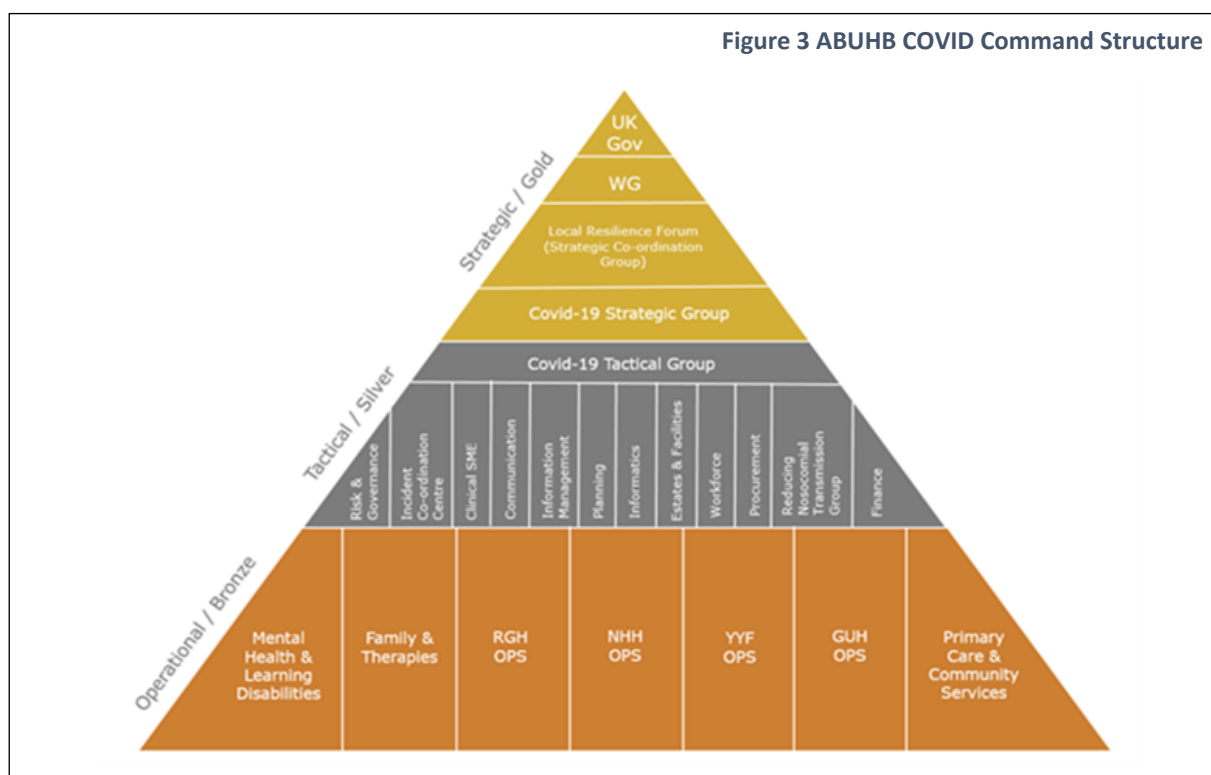 Figure 3 ABUHB COVID Command Structure
Strategic / Gold
UK
Gov
WG
Local Resilience Forum
(Strategic Co-ordination
Group)
Covid-19 Strategic Group
Tactical / Silver
Covid-19 Tactical Group
Risk &
Governance
Incident
Co-ordination
Centre
Clinical SME
Communication
Information
Management
Planning
Informatics
Estates & Facilities
Workforce
Procurement
Reducing
Nosocomial
Transmission
Group
Finance
Operational / Bronze
Mental
Health &
Learning
Disabilities
Family &
Therapies
RGH
OPS
NHH
OPS
YYF
OPS
GUH
OPS
Primary
Care &
Community
Services